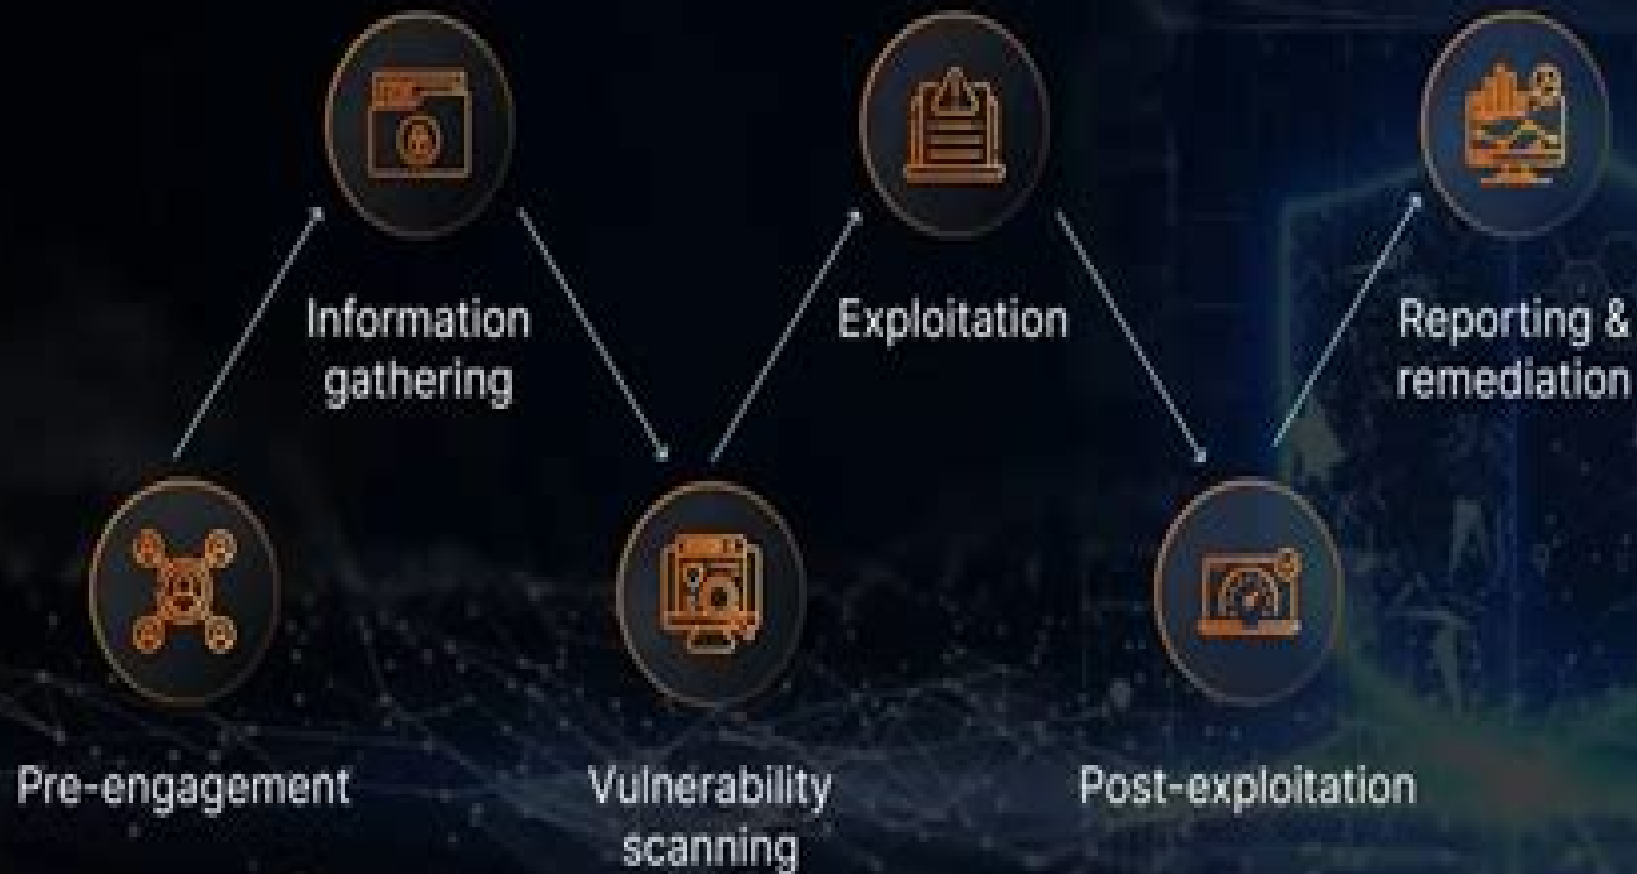 Pre-engagement
Information
gathering
Vulnerability
scanning
Exploitation
Post-exploitation
Reporting &
remediation